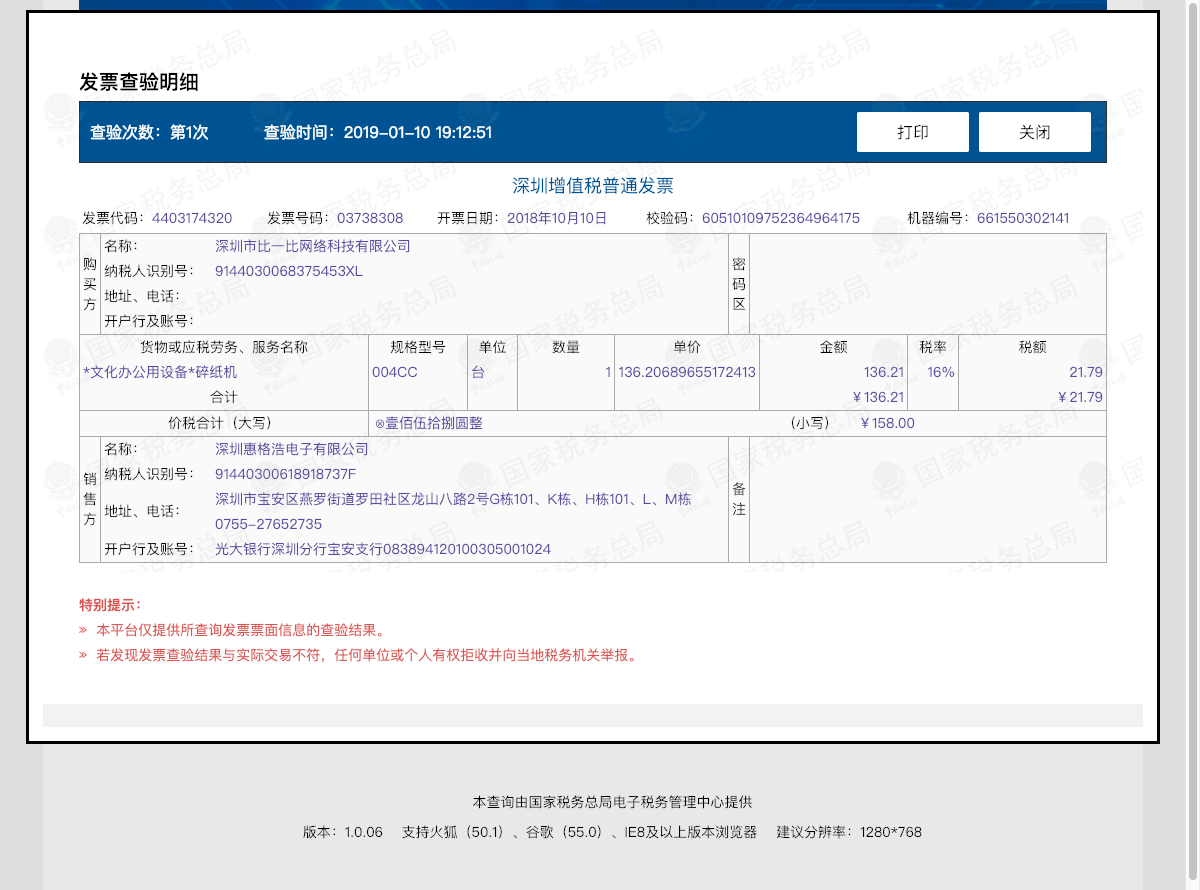 发票查验明细
查验次数：第1次 查验时间：2019-01-10 19:12:51 打印 关闭
深圳增值税普通发票
发票代码：4403174320 发票号码：03738308 开票日期：2018年10月10日 校验码：60510109752364964175 机器编号：661550302141
购买方
名称： 深圳市比一比网络科技有限公司
纳税人识别号： 9144030068375453XL
地址、电话：
开户行及账号：
密码区
货物或应税劳务、服务名称 规格型号 单位 数量 单价 金额 税率 税额
*文化办公用设备*碎纸机 004CC 台 1 136.20689655172413 136.21 16% 21.79
合计 ￥136.21 ￥21.79
价税合计（大写） ⊗壹佰伍拾捌圆整 （小写） ￥158.00
销售方
名称： 深圳惠格浩电子有限公司
纳税人识别号： 91440300618918737F
地址、电话： 深圳市宝安区燕罗街道罗田社区龙山八路2号G栋101、K栋、H栋101、L、M栋
0755-27652735
开户行及账号： 光大银行深圳分行宝安支行083894120100305001024
备注
特别提示：
» 本平台仅提供所查询发票票面信息的查验结果。
» 若发现发票查验结果与实际交易不符，任何单位或个人有权拒收并向当地税务机关举报。
本查询由国家税务总局电子税务管理中心提供
版本：1.0.06 支持火狐（50.1）、谷歌（55.0）、IE8及以上版本浏览器 建议分辨率：1280*768
国家税务总局